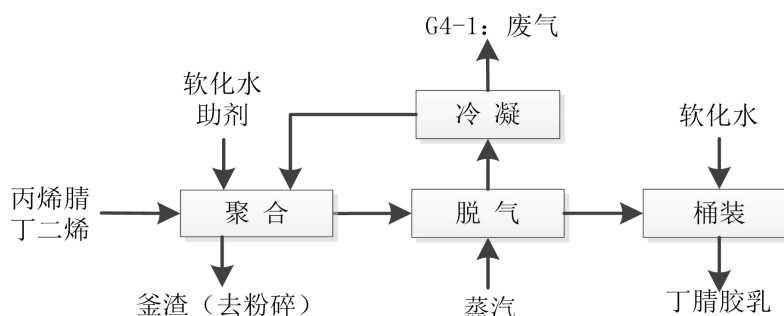 G4-1：废气
软化水
助剂
冷 凝
软化水
丙烯腈
丁二烯
聚 合
脱 气
桶装
釜渣（去粉碎）
蒸汽
丁腈胶乳